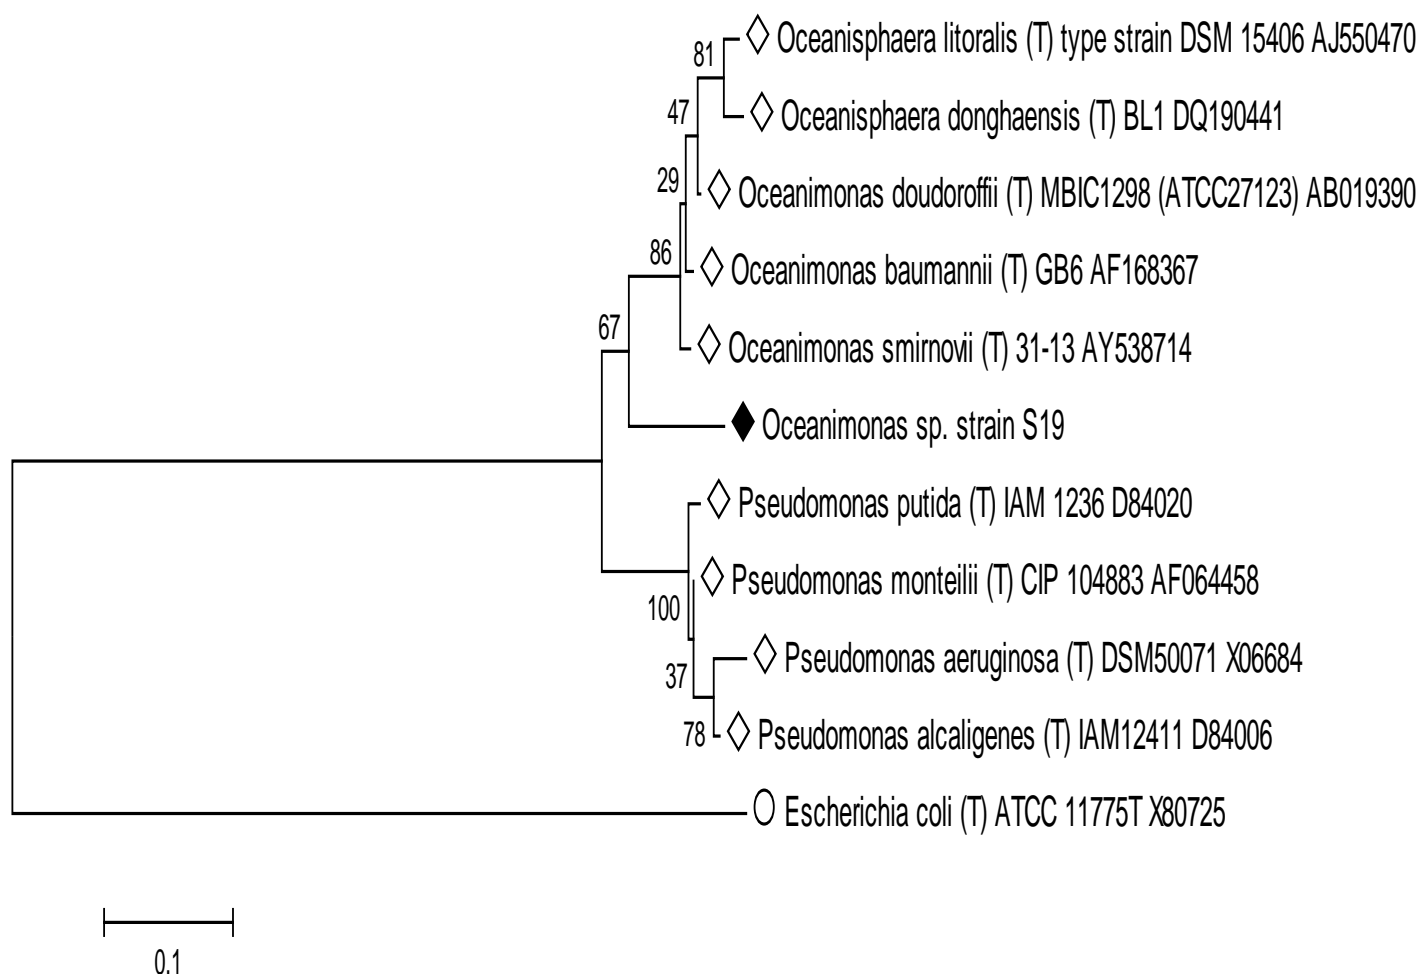 81
Oceanisphaera litoralis (T) type strain DSM 15406 AJ550470
47
Oceanisphaera donghaensis (T) BL1 DQ190441
29
Oceanimonas doudoroffii (T) MBIC1298 (ATCC27123) AB019390
86
Oceanimonas baumannii (T) GB6 AF168367
67
Oceanimonas smirnovii (T) 31-13 AY538714
Oceanimonas sp. strain S19
Pseudomonas putida (T) IAM 1236 D84020
Pseudomonas monteilii (T) CIP 104883 AF064458
100
Pseudomonas aeruginosa (T) DSM50071 X06684
37
78
Pseudomonas alcaligenes (T) IAM12411 D84006
Escherichia coli (T) ATCC 11775T X80725
0.1